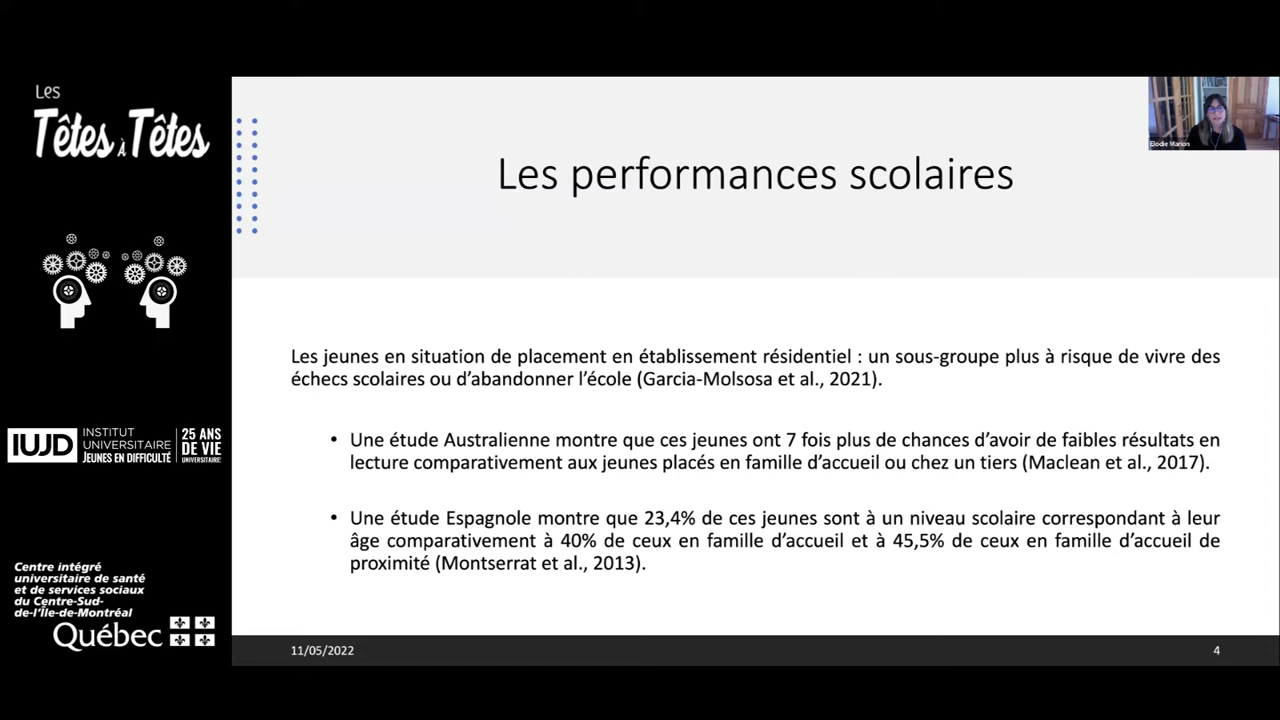 Les
Têtes à Têtes
Elodie Marion
Les performances scolaires
Les jeunes en situation de placement en établissement résidentiel : un sous-groupe plus à risque de vivre des
échecs scolaires ou d'abandonner l'école (Garcia-Molsosa et al., 2021).
• Une étude Australienne montre que ces jeunes ont 7 fois plus de chances d'avoir de faibles résultats en
lecture comparativement aux jeunes placés en famille d'accueil ou chez un tiers (Maclean et al., 2017).
• Une étude Espagnole montre que 23,4% de ces jeunes sont à un niveau scolaire correspondant à leur
âge comparativement à 40% de ceux en famille d'accueil et à 45,5% de ceux en famille d'accueil de
proximité (Montserrat et al., 2013).
IUJD
INSTITUT
UNIVERSITAIRE
JEUNES EN DIFFICULTÉ
25 ANS
DE VIE
UNIVERSITAIRE!
Centre intégré
universitaire de santé
et de services sociaux
du Centre-Sud-
de-l'Île-de-Montréal
Québec
11/05/2022
4